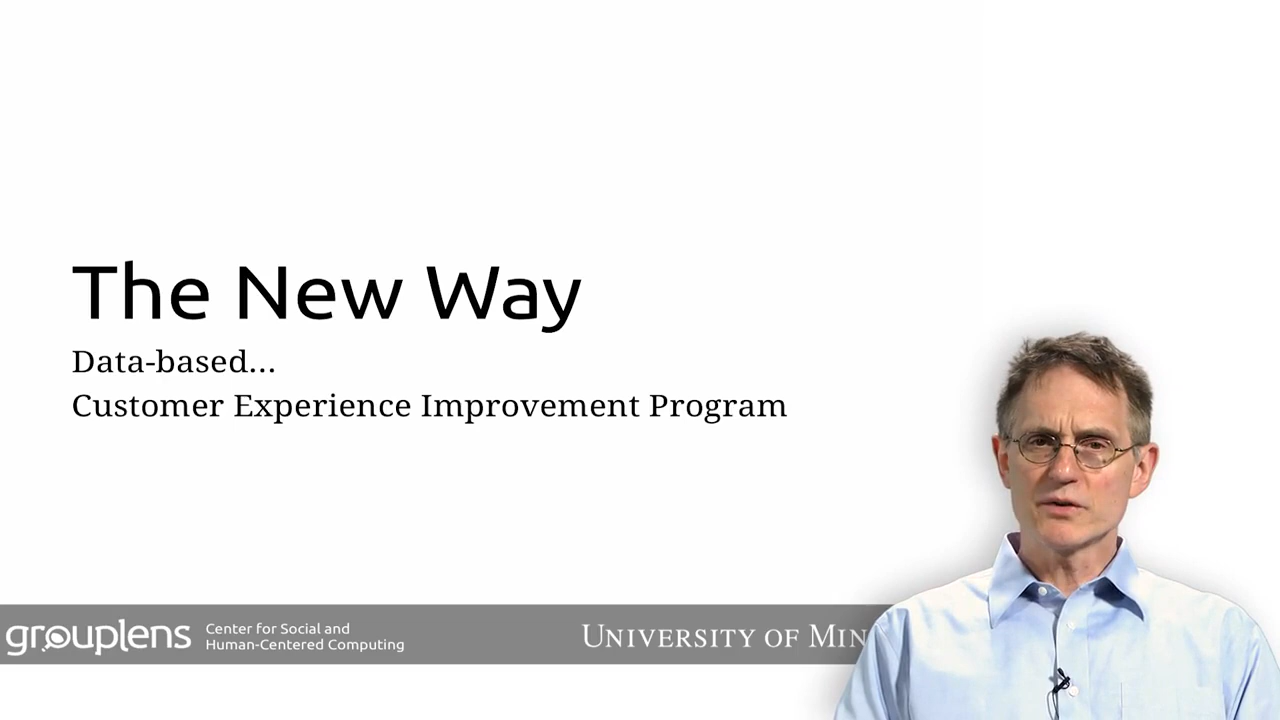 The New Way
Data-based...
Customer Experience Improvement Program
grouplens
Center for Social and
Human-Centered Computing
UNIVERSITY OF MIN